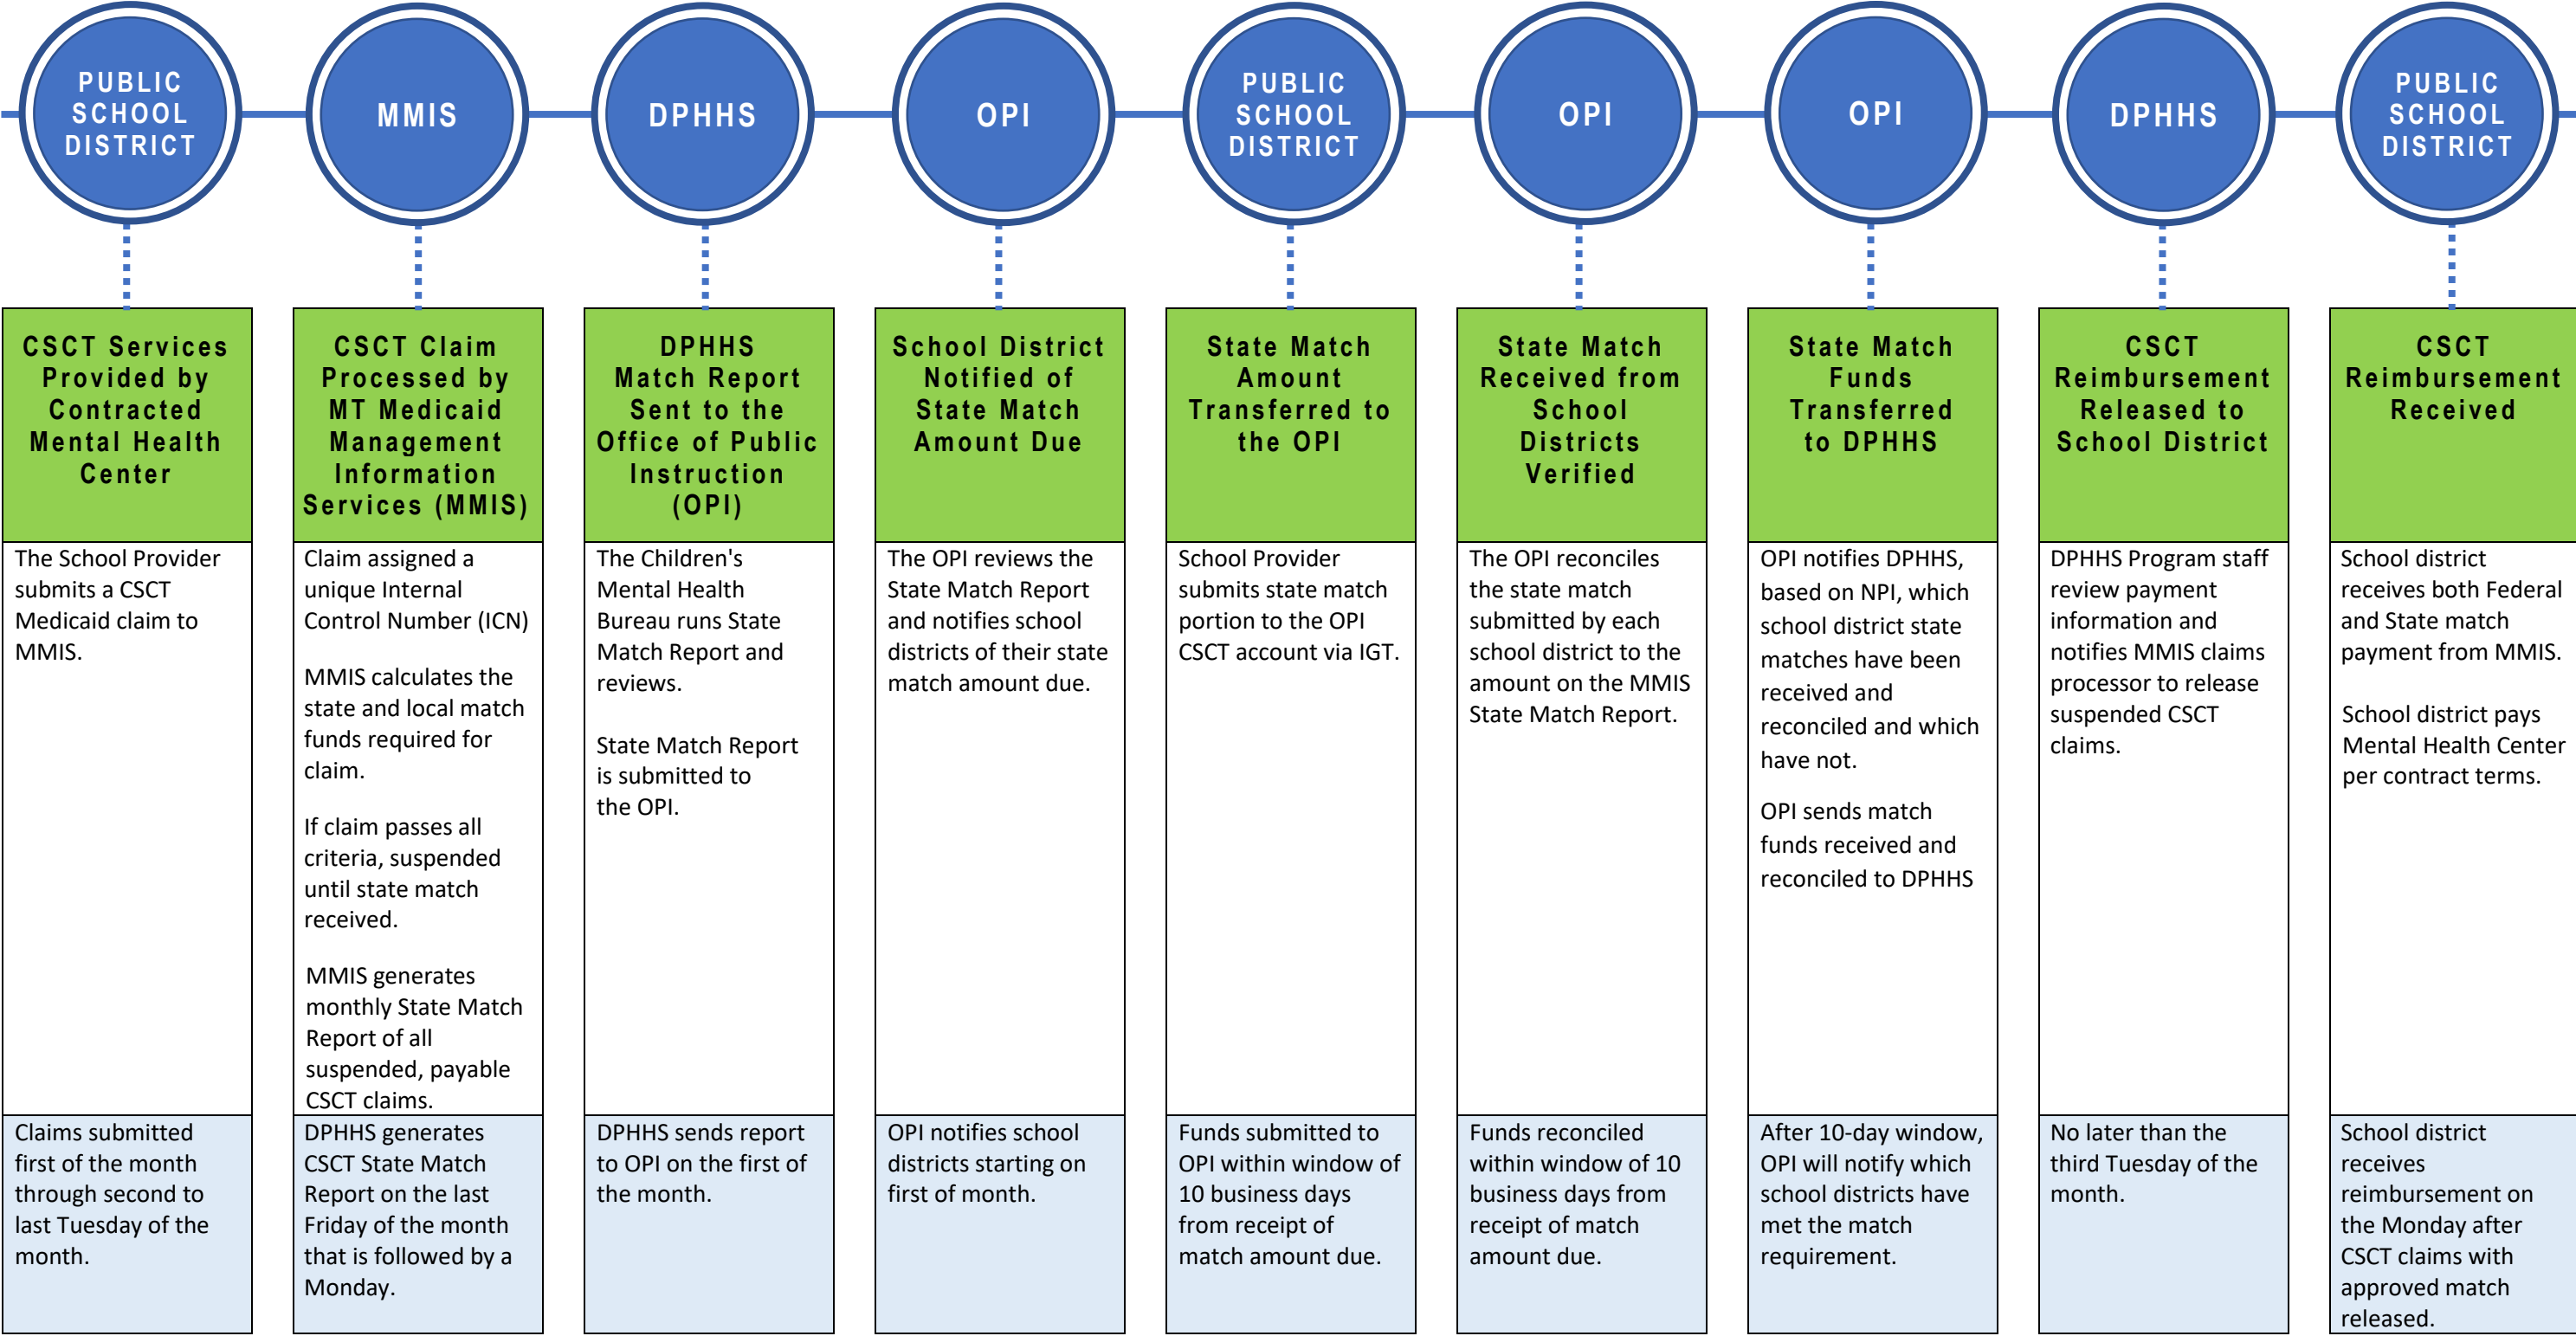 PUBLIC
SCHOOL
DISTRICT
MMIS
DPHHS
OPI
PUBLIC
SCHOOL
DISTRICT
OPI
OPI
DPHHS
PUBLIC
SCHOOL
DISTRICT
CSCT Services
Provided by
Contracted
Mental Health
Center
The School Provider
submits a CSCT
Medicaid claim to
MMIS.
Claims submitted
first of the month
through second to
last Tuesday of the
month.
CSCT Claim
Processed by
MT Medicaid
Management
Information
Services (MMIS)
Claim assigned a
unique Internal
Control Number (ICN)
MMIS calculates the
state and local match
funds required for
claim.
If claim passes all
criteria, suspended
until state match
received.
MMIS generates
monthly State Match
Report of all
suspended, payable
CSCT claims.
DPHHS generates
CSCT State Match
Report on the last
Friday of the month
that is followed by a
Monday.
DPHHS
Match Report
Sent to the
Office of Public
Instruction
(OPI)
The Children's
Mental Health
Bureau runs State
Match Report and
reviews.
State Match Report
is submitted to
the OPI.
DPHHS sends report
to OPI on the first of
the month.
School District
Notified of
State Match
Amount Due
The OPI reviews the
State Match Report
and notifies school
districts of their state
match amount due.
OPI notifies school
districts starting on
first of month.
State Match
Amount
Transferred to
the OPI
School Provider
submits state match
portion to the OPI
CSCT account via IGT.
Funds submitted to
OPI within window of
10 business days
from receipt of
match amount due.
State Match
Received from
School
Districts
Verified
The OPI reconciles
the state match
submitted by each
school district to the
amount on the MMIS
State Match Report.
Funds reconciled
within window of 10
business days from
receipt of match
amount due.
State Match
Funds
Transferred
to DPHHS
OPI notifies DPHHS,
based on NPI, which
school district state
matches have been
received and
reconciled and which
have not.
OPI sends match
funds received and
reconciled to DPHHS
After 10-day window,
OPI will notify which
school districts have
met the match
requirement.
CSCT
Reimbursement
Released to
School District
DPHHS Program staff
review payment
information and
notifies MMIS claims
processor to release
suspended CSCT
claims.
No later than the
third Tuesday of the
month.
CSCT
Reimbursement
Received
School district
receives both Federal
and State match
payment from MMIS.
School district pays
Mental Health Center
per contract terms.
School district
receives
reimbursement on
the Monday after
CSCT claims with
approved match
released.